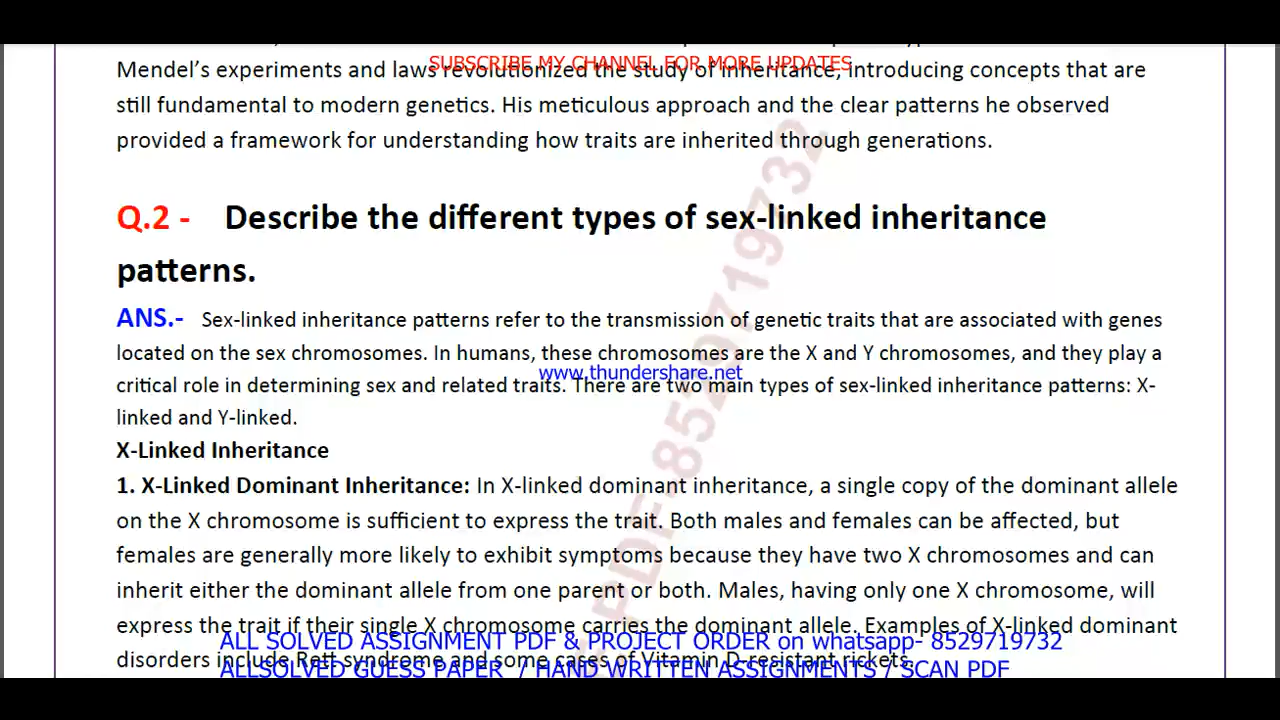 SUBSCRIBE MY CHANNEL FOR MORE UPDATES
Mendel's experiments and laws revolutionized the study of inheritance, introducing concepts that are
still fundamental to modern genetics. His meticulous approach and the clear patterns he observed
provided a framework for understanding how traits are inherited through generations.
Q.2 - Describe the different types of sex-linked inheritance
patterns.
ANS.- Sex-linked inheritance patterns refer to the transmission of genetic traits that are associated with genes
located on the sex chromosomes. In humans, these chromosomes are the X and Y chromosomes, and they play a
www.thundershare.net
critical role in determining sex and related traits. There are two main types of sex-linked inheritance patterns: X-
linked and Y-linked.
X-Linked Inheritance
1. X-Linked Dominant Inheritance: In X-linked dominant inheritance, a single copy of the dominant allele
on the X chromosome is sufficient to express the trait. Both males and females can be affected, but
females are generally more likely to exhibit symptoms because they have two X chromosomes and can
inherit either the dominant allele from one parent or both. Males, having only one X chromosome, will
express the trait if their single X chromosome carries the dominant allele. Examples of X-linked dominant
disorders include Rett syndrome and some cases of Vitamin D-resistant rickets.
ALL SOLVED ASSIGNMENT PDF & PROJECT ORDER on whatsapp- 8529719732
ALLSOLVED GUESS PAPER / HAND WRITTEN ASSIGNMENTS / SCAN PDF
PDF-8529719732